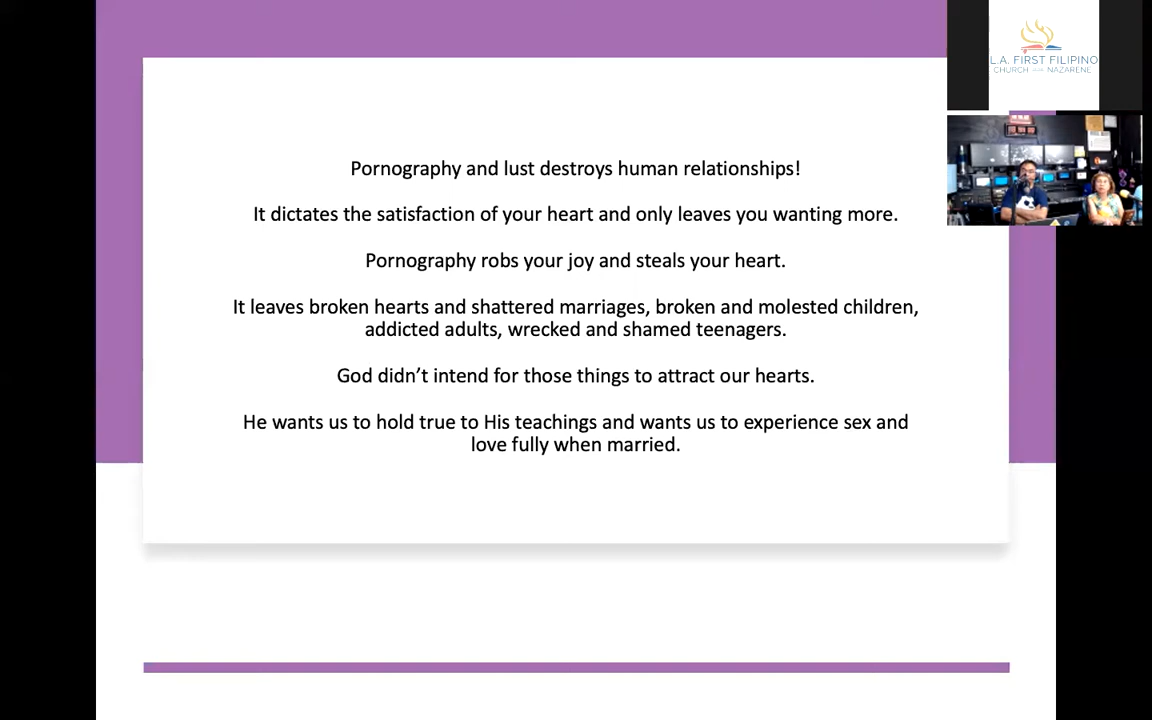 Pornography and lust destroys human relationships!
It dictates the satisfaction of your heart and only leaves you wanting more.
Pornography robs your joy and steals your heart.
It leaves broken hearts and shattered marriages, broken and molested children,
addicted adults, wrecked and shamed teenagers.
God didn’t intend for those things to attract our hearts.
He wants us to hold true to His teachings and wants us to experience sex and
love fully when married.
L.A. FIRST FILIPINO
CHURCH OF THE NAZARENE